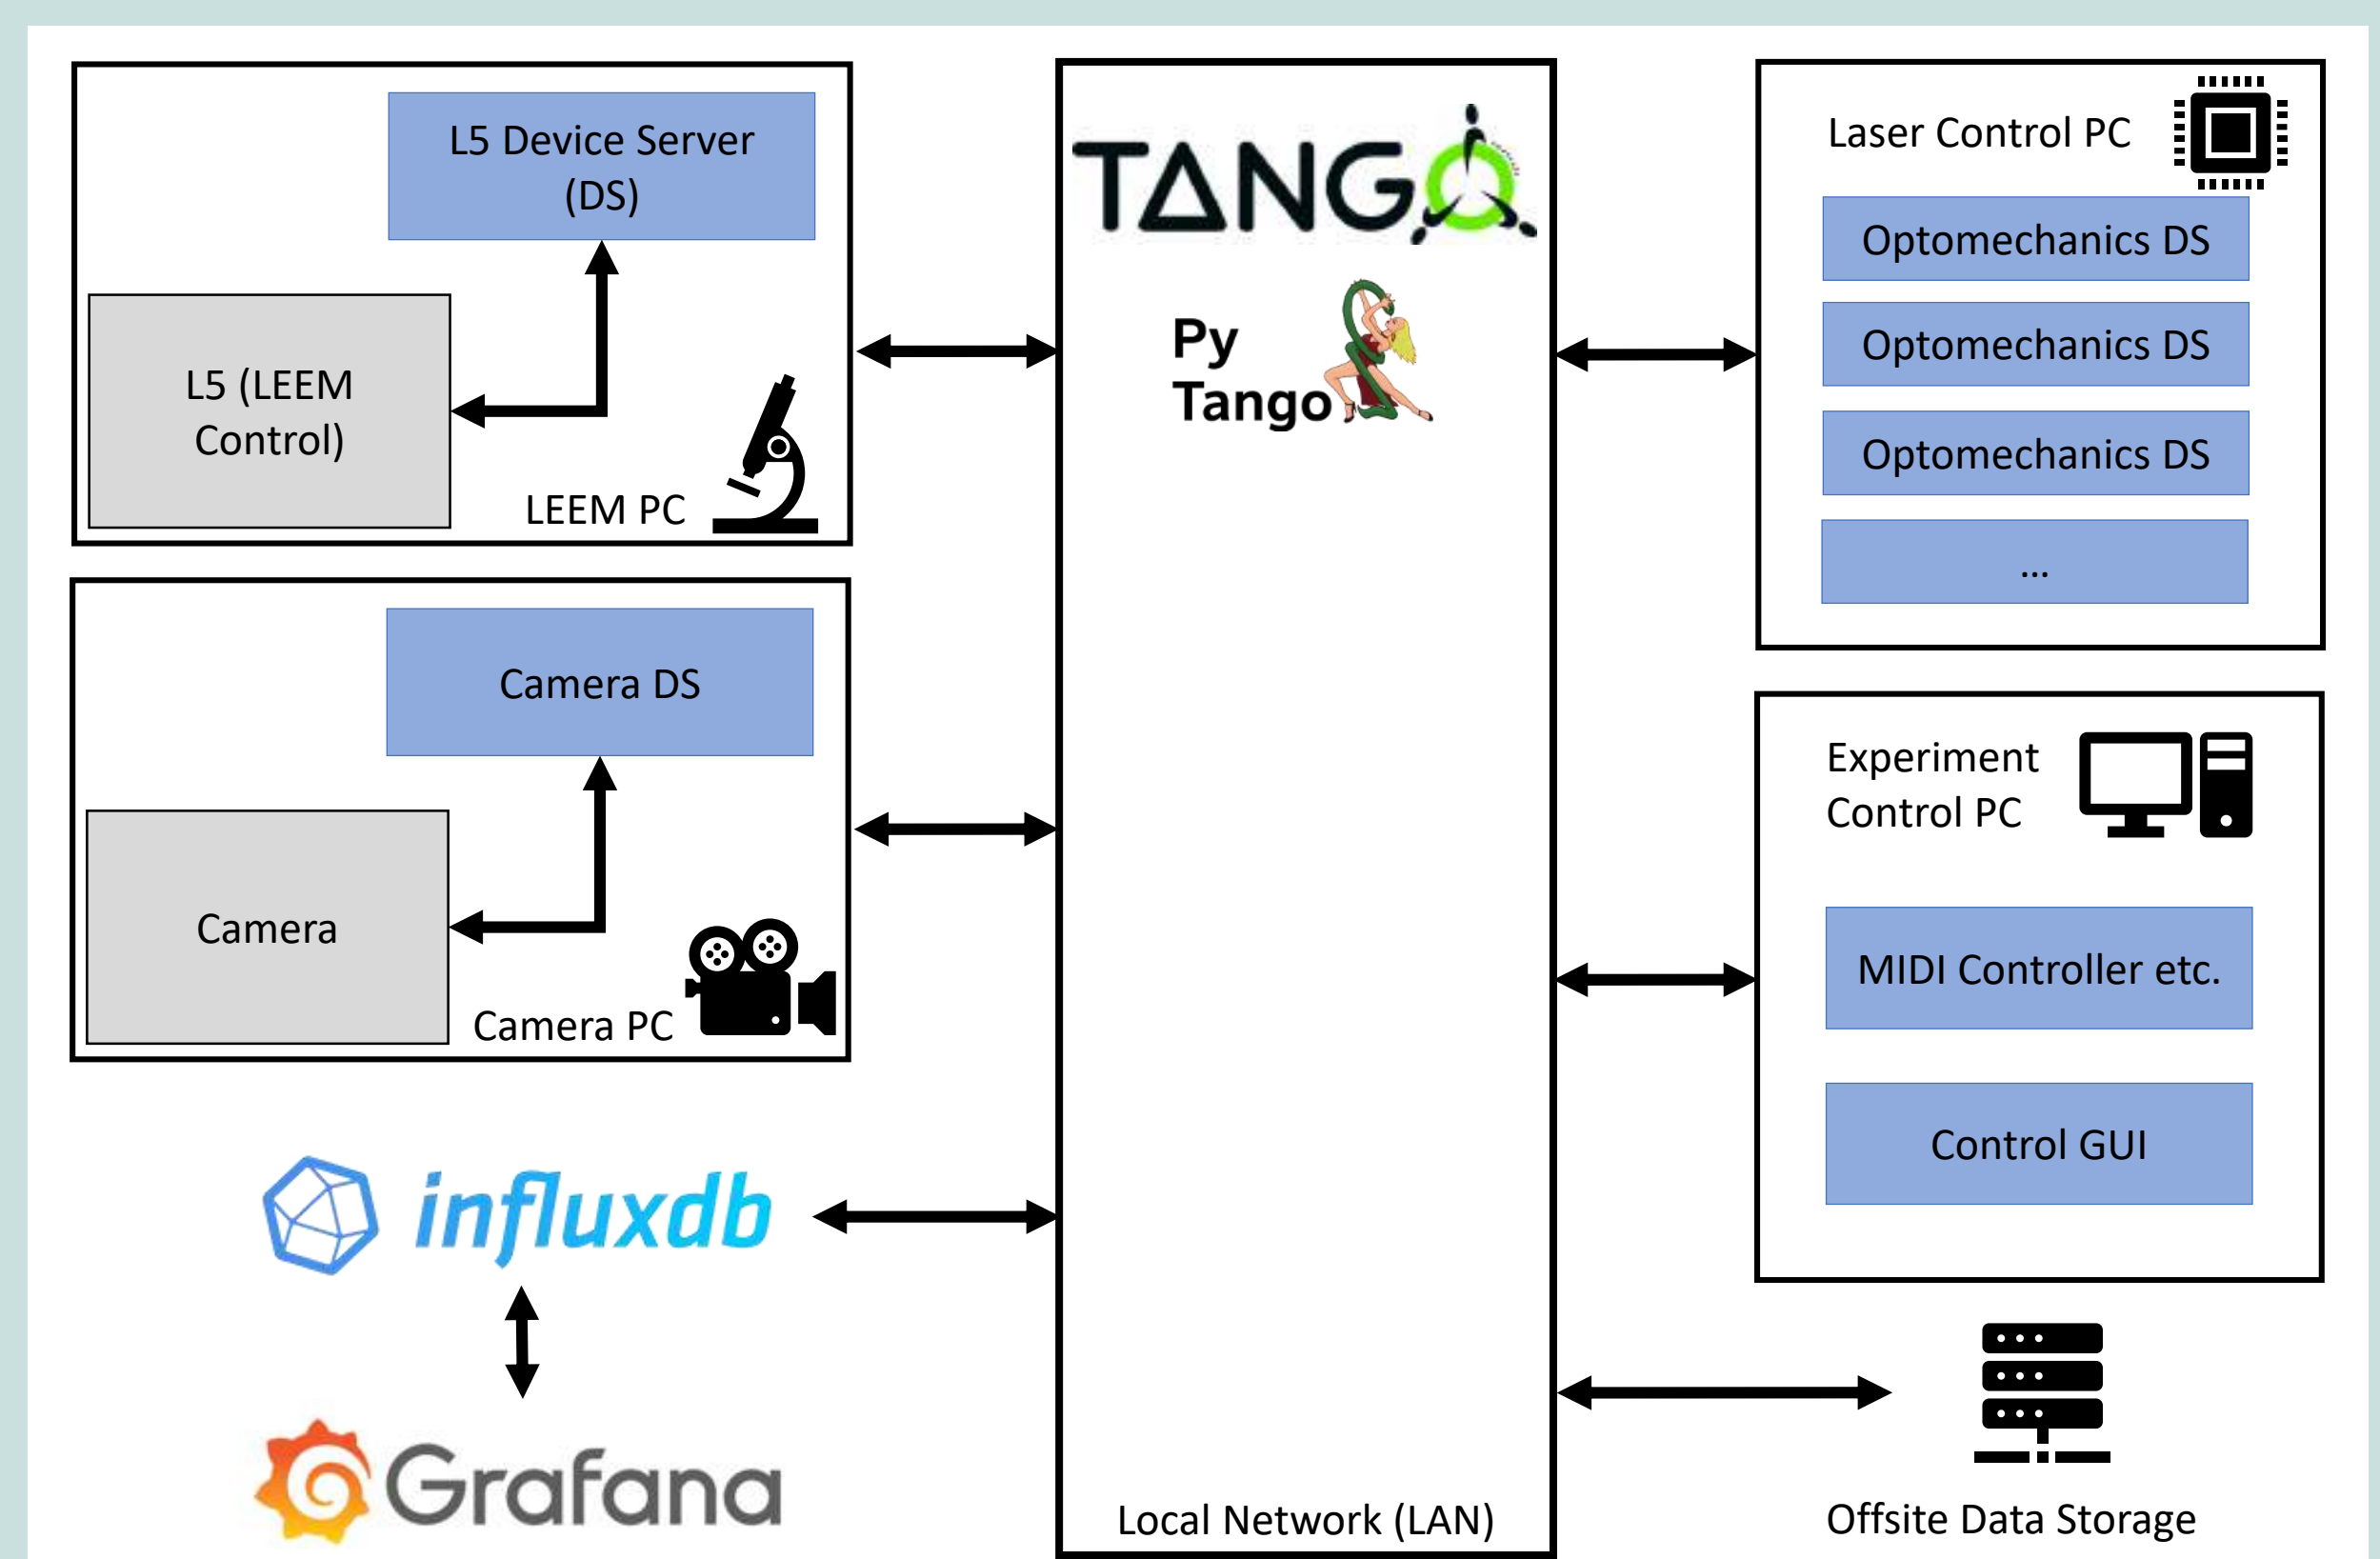 L5 Device Server
(DS)
L5 (LEEM
Control)
LEEM PC
Camera DS
Camera
Camera PC
influxdb
Grafana
TANGO
Py
Tango
Local Network (LAN)
Laser Control PC
Optomechanics DS
Optomechanics DS
Optomechanics DS
...
Experiment
Control PC
MIDI Controller etc.
Control GUI
Offsite Data Storage